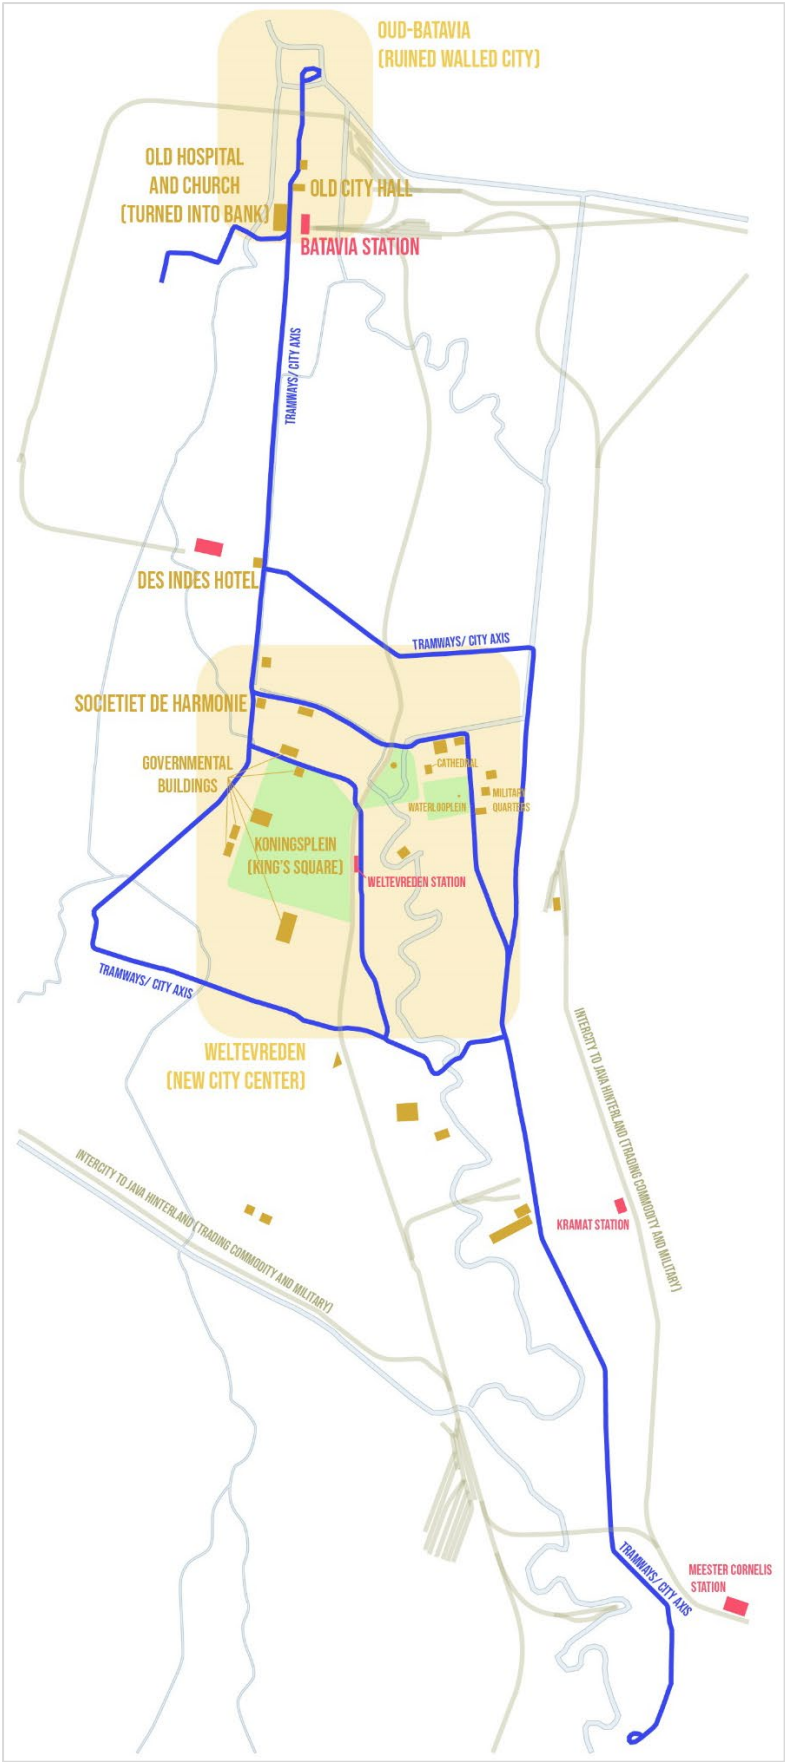 OUD-BATAVIA
(RUINED WALLED CITY)
OLD HOSPITAL
AND CHURCH
(TURNED INTO BANK)
OLD CITY HALL
BATAVIA STATION
TRAMWAYS/ CITY AXIS
DES INDES HOTEL
TRAMWAYS/ CITY AXIS
SOCIETIET DE HARMONIE
GOVERNMENTAL
BUILDINGS
CATHEDRAL
MILITARY
QUARTERS
WATERLOOPLEIN
KONINGSPLEIN
(KING'S SQUARE)
WELTEVREDEN STATION
TRAMWAYS/ CITY AXIS
WELTEVREDEN
(NEW CITY CENTER)
INTERCITY TO JAVA HINTERLAND (TRADING COMMODITY AND MILITARY)
INTERCITY TO JAVA HINTERLAND (TRADING COMMODITY AND MILITARY)
KRAMAT STATION
TRAMWAYS/ CITY AXIS
MEESTER CORNELIS
STATION